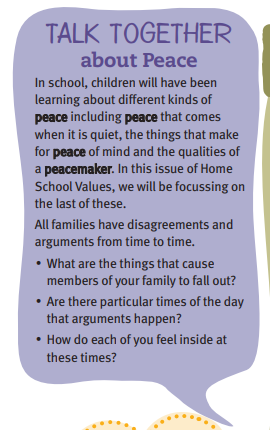 TALK TOGETHER
about Peace
In school, children will have been
learning about different kinds of
peace including peace that comes
when it is quiet, the things that make
for peace of mind and the qualities of
a peacemaker. In this issue of Home
School Values, we will be focussing on
the last of these.
All families have disagreements and
arguments from time to time.
• What are the things that cause
members of your family to fall out?
• Are there particular times of the day
that arguments happen?
• How do each of you feel inside at
these times?